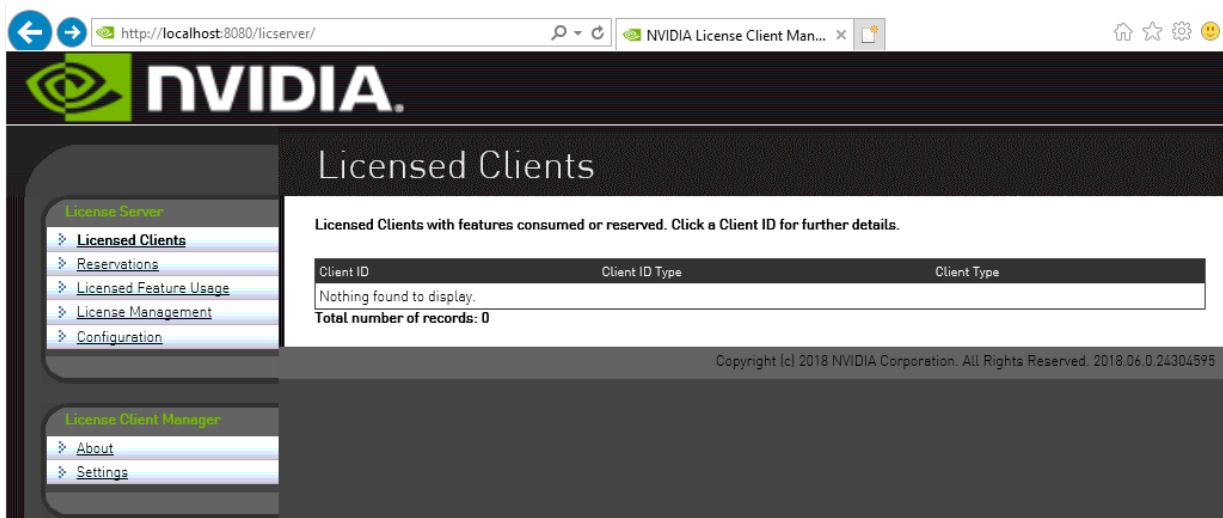 http://localhost:8080/licserver/
NVIDIA License Client Man...
NVIDIA.
Licensed Clients
License Server
Licensed Clients
Reservations
Licensed Feature Usage
License Management
Configuration
License Client Manager
About
Settings
Licensed Clients with features consumed or reserved. Click a Client ID for further details.
Client ID Client ID Type Client Type
Nothing found to display.
Total number of records: 0
Copyright (c) 2018 NVIDIA Corporation. All Rights Reserved. 2018.06.0.24304595